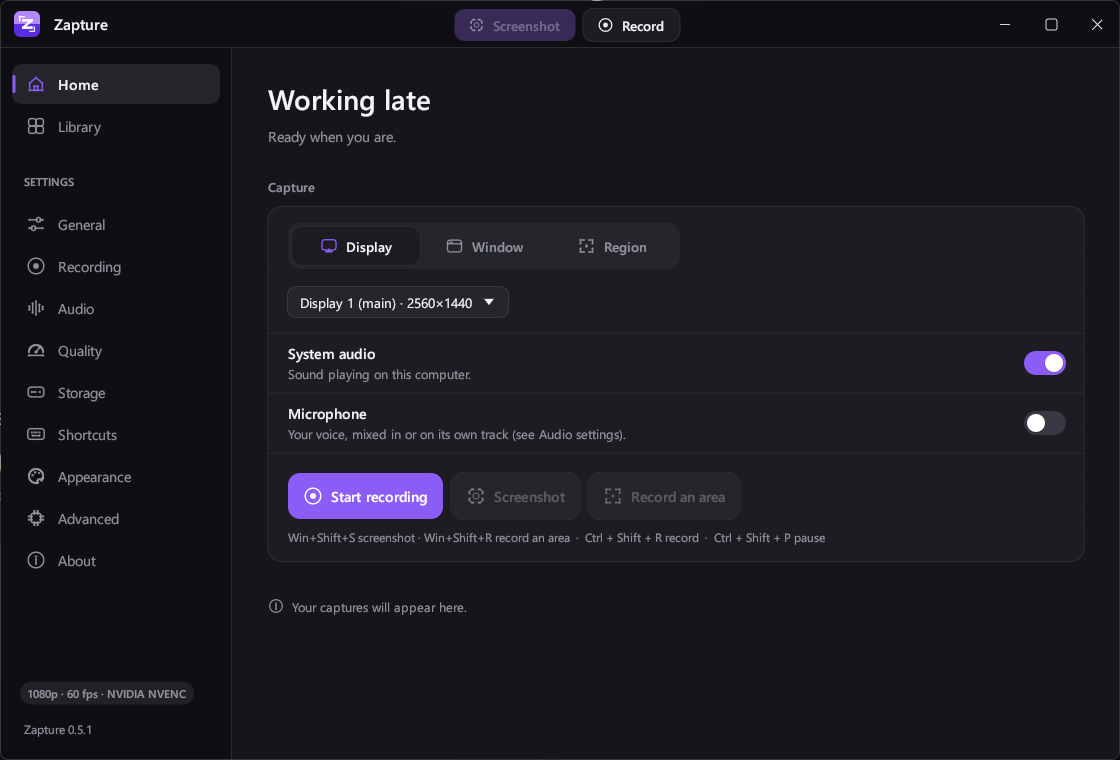 Zapture
Screenshot
Record
Home
Library
SETTINGS
General
Recording
Audio
Quality
Storage
Shortcuts
Appearance
Advanced
About
1080p · 60 fps · NVIDIA NVENC
Zapture 0.5.1
Working late
Ready when you are.
Capture
Display
Window
Region
Display 1 (main) · 2560×1440
System audio
Sound playing on this computer.
Microphone
Your voice, mixed in or on its own track (see Audio settings).
Start recording
Screenshot
Record an area
Win+Shift+S screenshot · Win+Shift+R record an area · Ctrl + Shift + R record · Ctrl + Shift + P pause
Your captures will appear here.